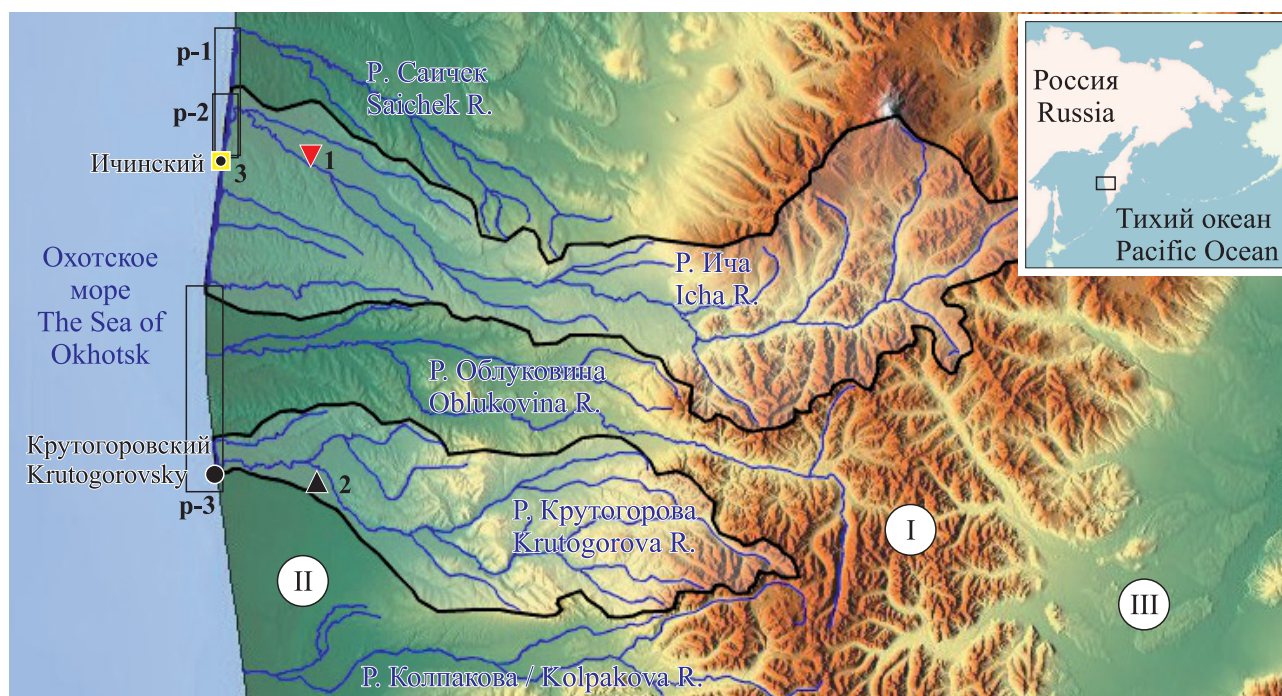 р-1
Р. Саичек
Saichek R.
р-2
Ичинский
3
1
Россия
Russia
Тихий океан
Pacific Ocean
Охотское
море
The Sea of
Okhotsk
Р. Ича
Icha R.
Р. Облуковина
Oblukovina R.
Крутогоровский
Krutogorovsky
р-3
2
Р. Крутогорова
Krutogorova R.
I
II
III
Р. Колпакова / Kolpakova R.